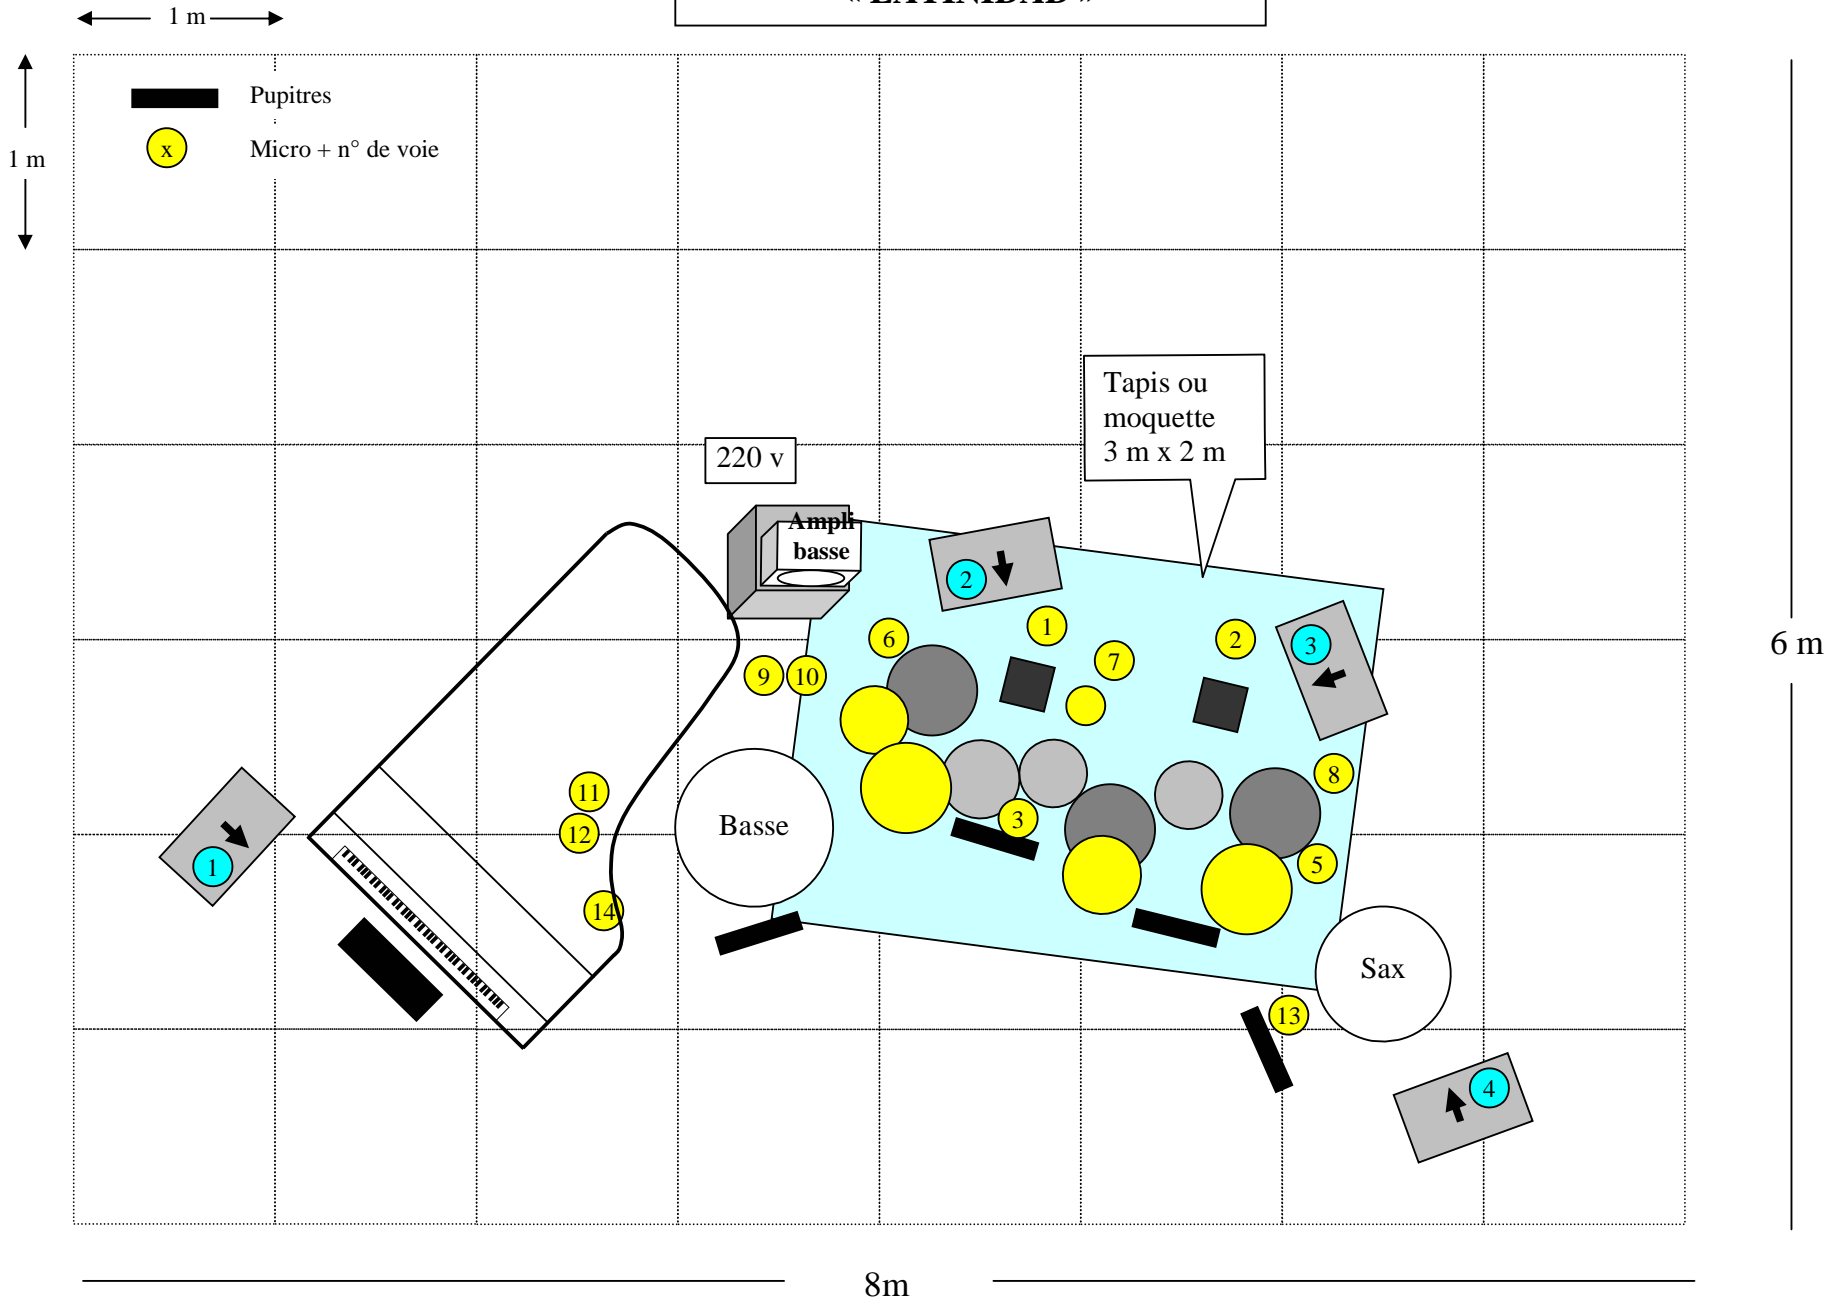 « LATINIDAD »
1 m
1 m
Pupitres
x Micro + n° de voie
Tapis ou
moquette
3 m x 2 m
220 v
Ampli
basse
2
1
6
2
3
7
9 10
8
11
3
12
Basse
1
5
14
Sax
13
4
6 m
8m